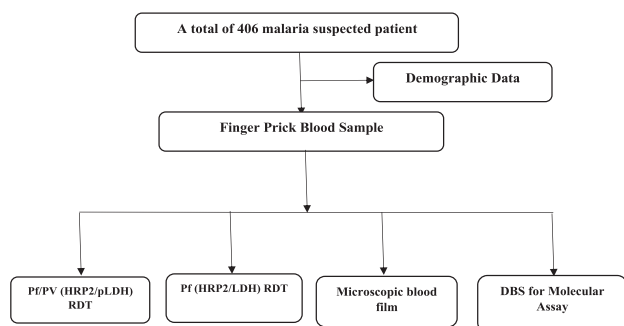 A total of 406 malaria suspected patient
Demographic Data
Finger Prick Blood Sample
Pf/PV (HRP2/pLDH)
RDT
Pf (HRP2/LDH) RDT
Microscopic blood
film
DBS for Molecular
Assay